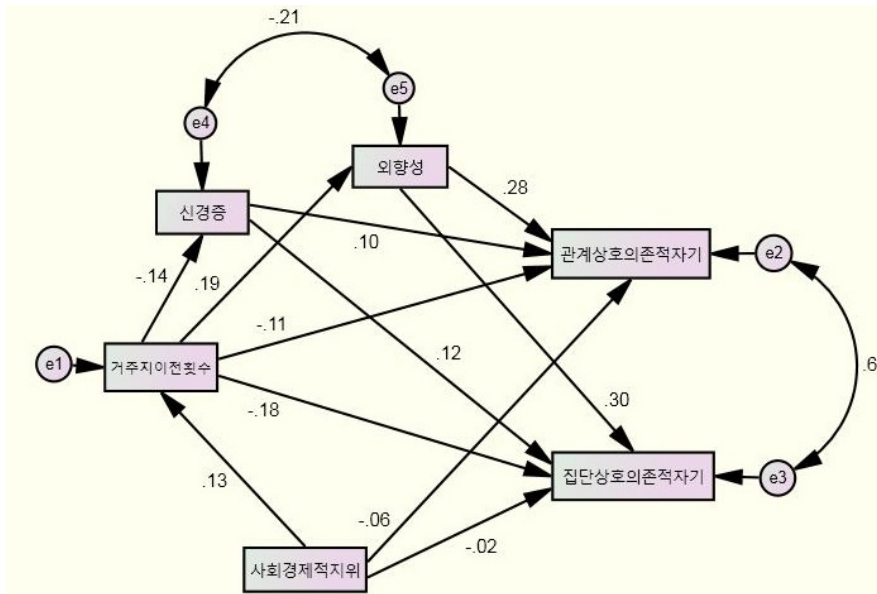 -.21
e5
e4
외향성
신경증
.28
.10
관계상호의존적자기
e2
-.14
.19
-.11
e1
거주지이전횟수
.12
.6
-.18
.30
.13
집단상호의존적자기
e3
-.06
-.02
사회경제적지위